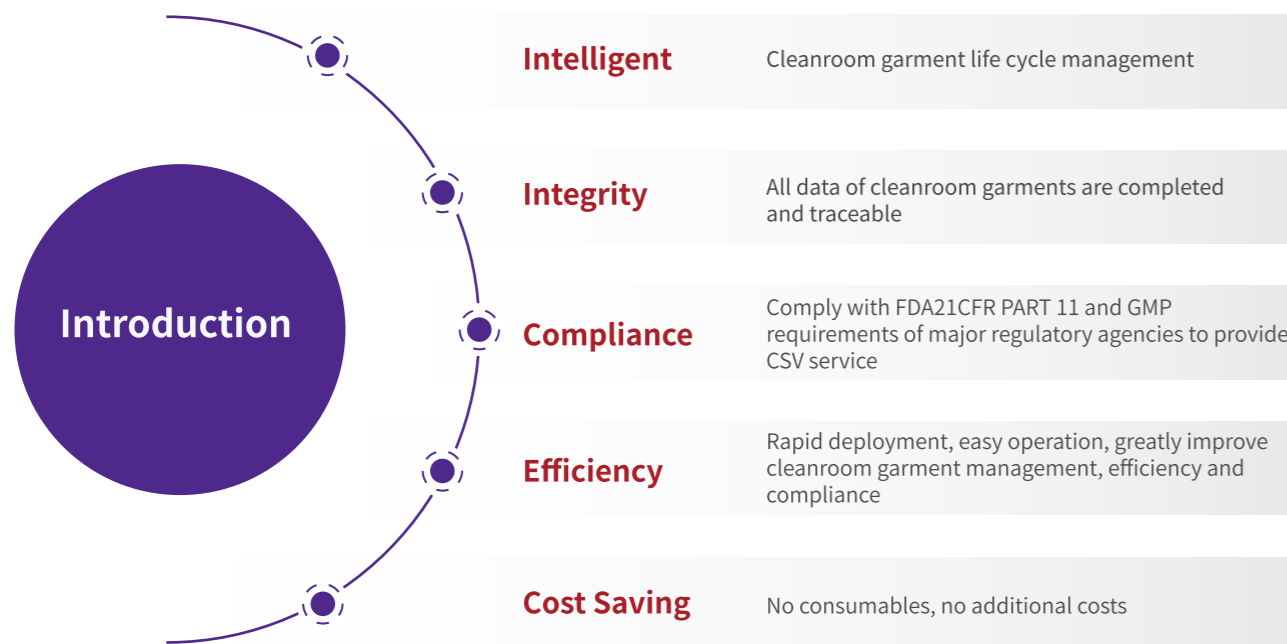 Introduction
Intelligent
Cleanroom garment life cycle management
Integrity
All data of cleanroom garments are completed
and traceable
Compliance
Comply with FDA21CFR PART 11 and GMP
requirements of major regulatory agencies to provide
CSV service
Efficiency
Rapid deployment, easy operation, greatly improve
cleanroom garment management, efficiency and
compliance
Cost Saving
No consumables, no additional costs